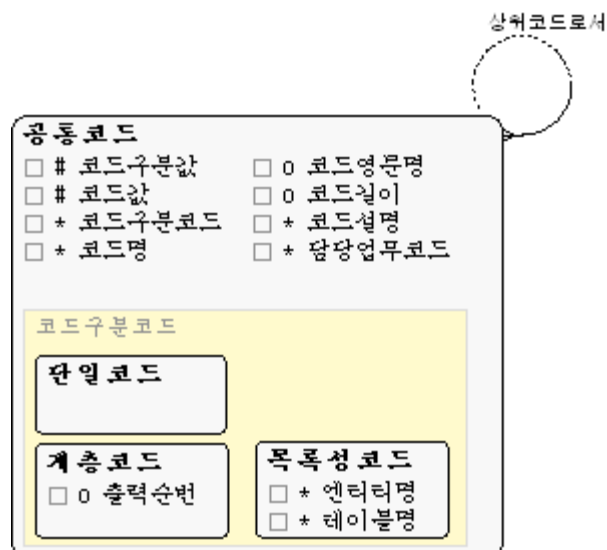 상위코드로서
공통코드
# 코드구분값
# 코드값
* 코드구분코드
* 코드명
o 코드영문명
o 코드길이
* 코드설명
* 담당업무코드
코드구분코드
단일코드
계층코드
o 출력순번
목록성코드
* 엔터티명
* 테이블명